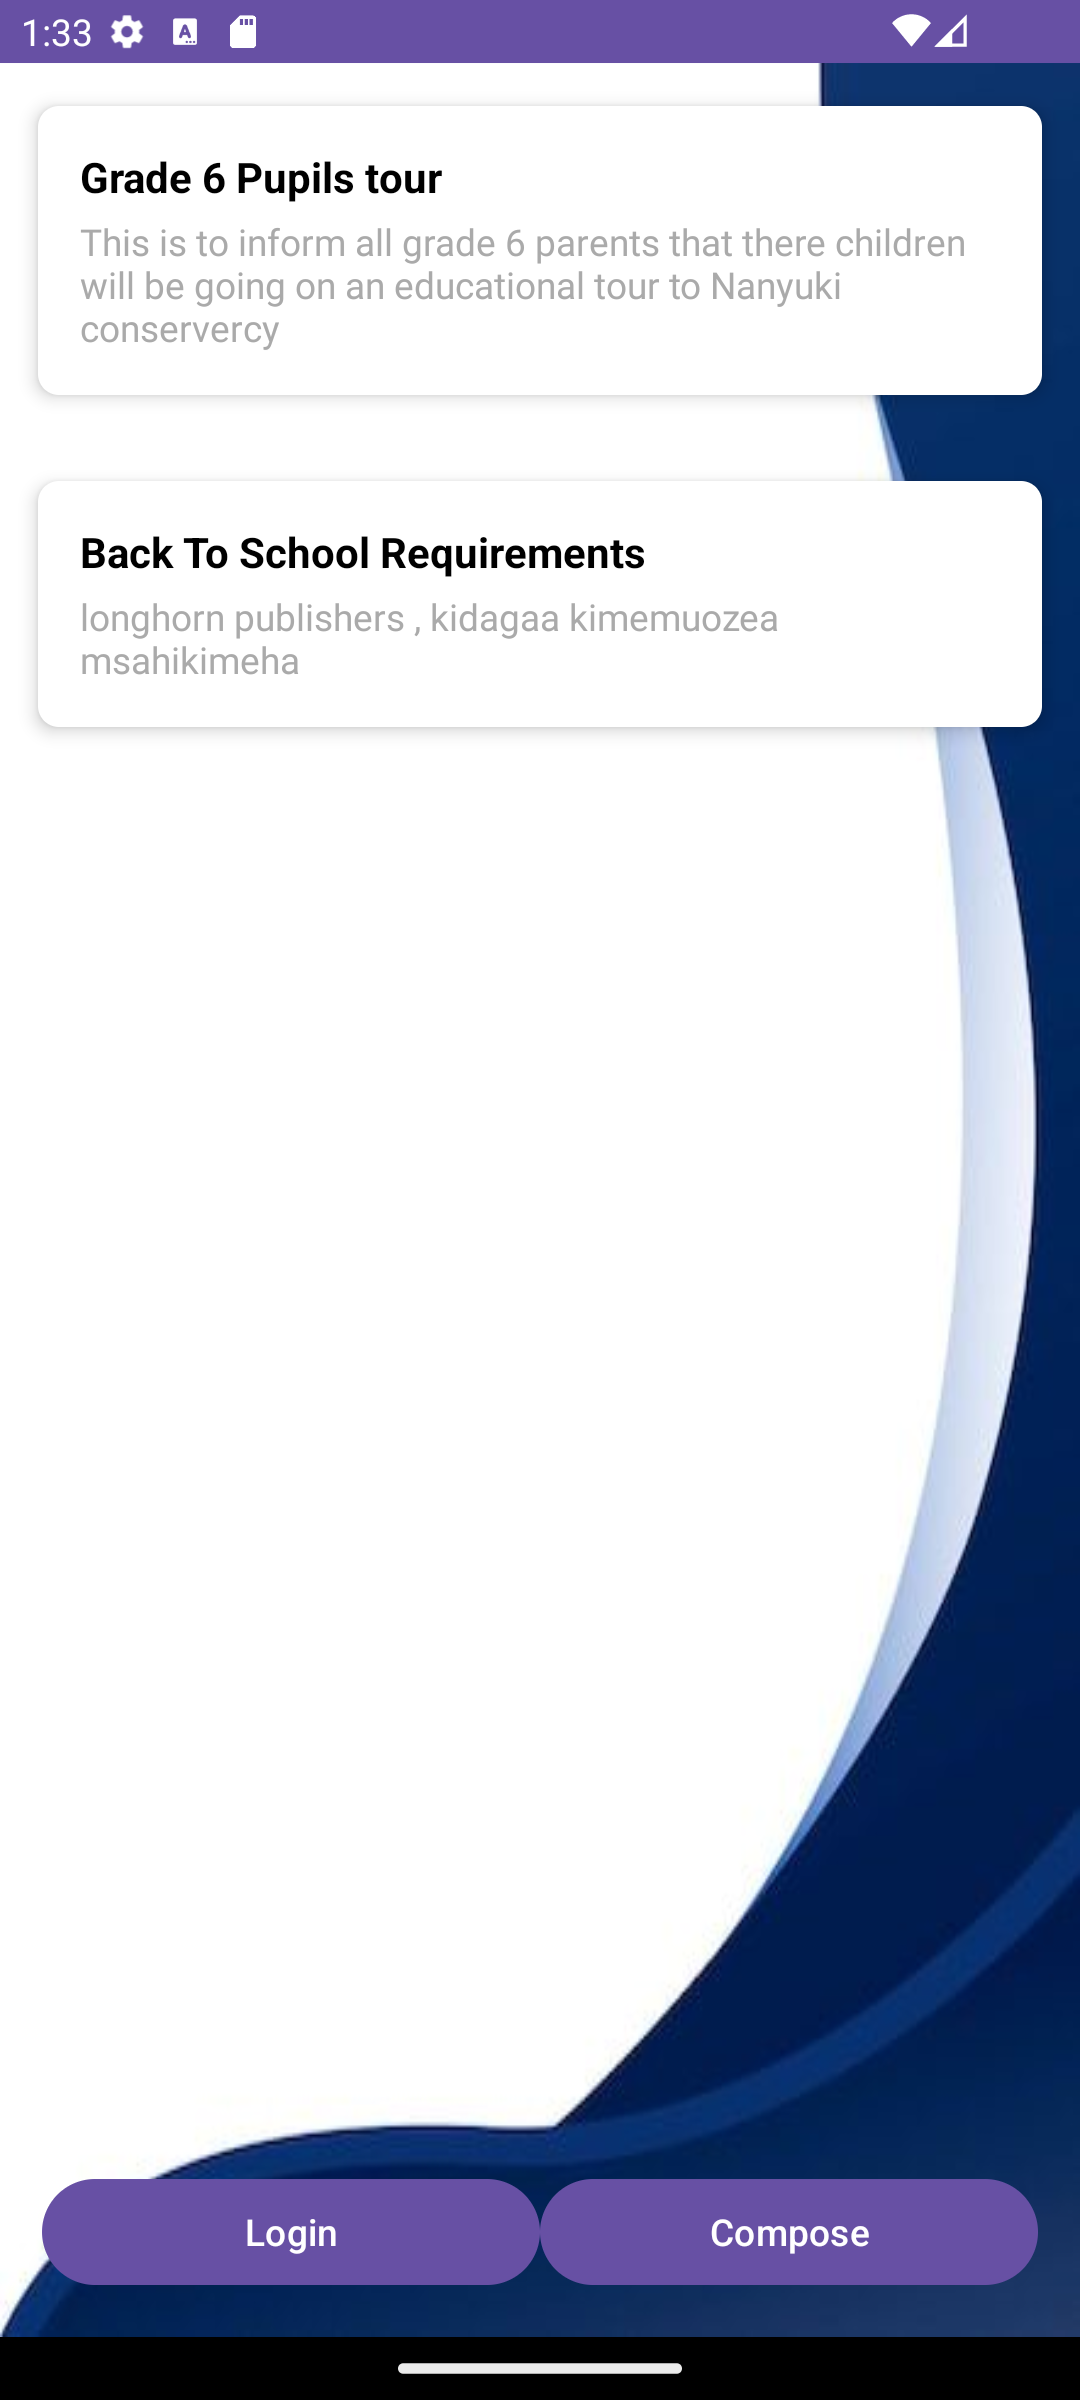 1:33
Grade 6 Pupils tour
This is to inform all grade 6 parents that there children
will be going on an educational tour to Nanyuki
conservercy
Back To School Requirements
longhorn publishers , kidagaa kimemuozea
msahikimeha
Login
Compose